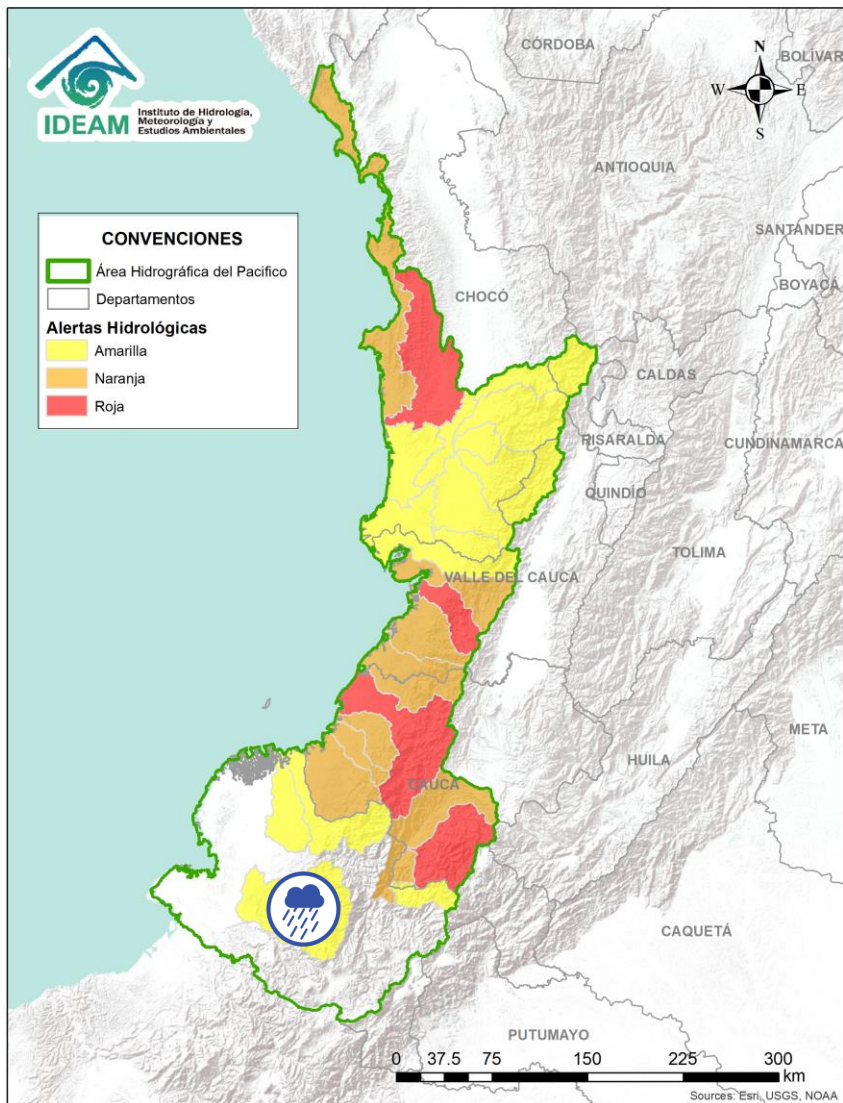 IDEAM
Instituto de Hidrología,
Meteorología y
Estudios Ambientales
CÓRDOBA
BOLÍVAR
N
W
E
S
ANTIOQUIA
SANTANDER
BOYACÁ
CHOCÓ
CONVENCIONES
Área Hidrográfica del Pacifico
Departamentos
Alertas Hidrológicas
Amarilla
Naranja
Roja
CALDAS
RISARALDA
CUNDINAMARCA
QUINDÍO
TOLIMA
VALLE DEL CAUCA
META
HUILA
CAUCA
CAQUETÁ
PUTUMAYO
0 37.5 75 150 225 300
km
Sources: Esri, USGS, NOAA